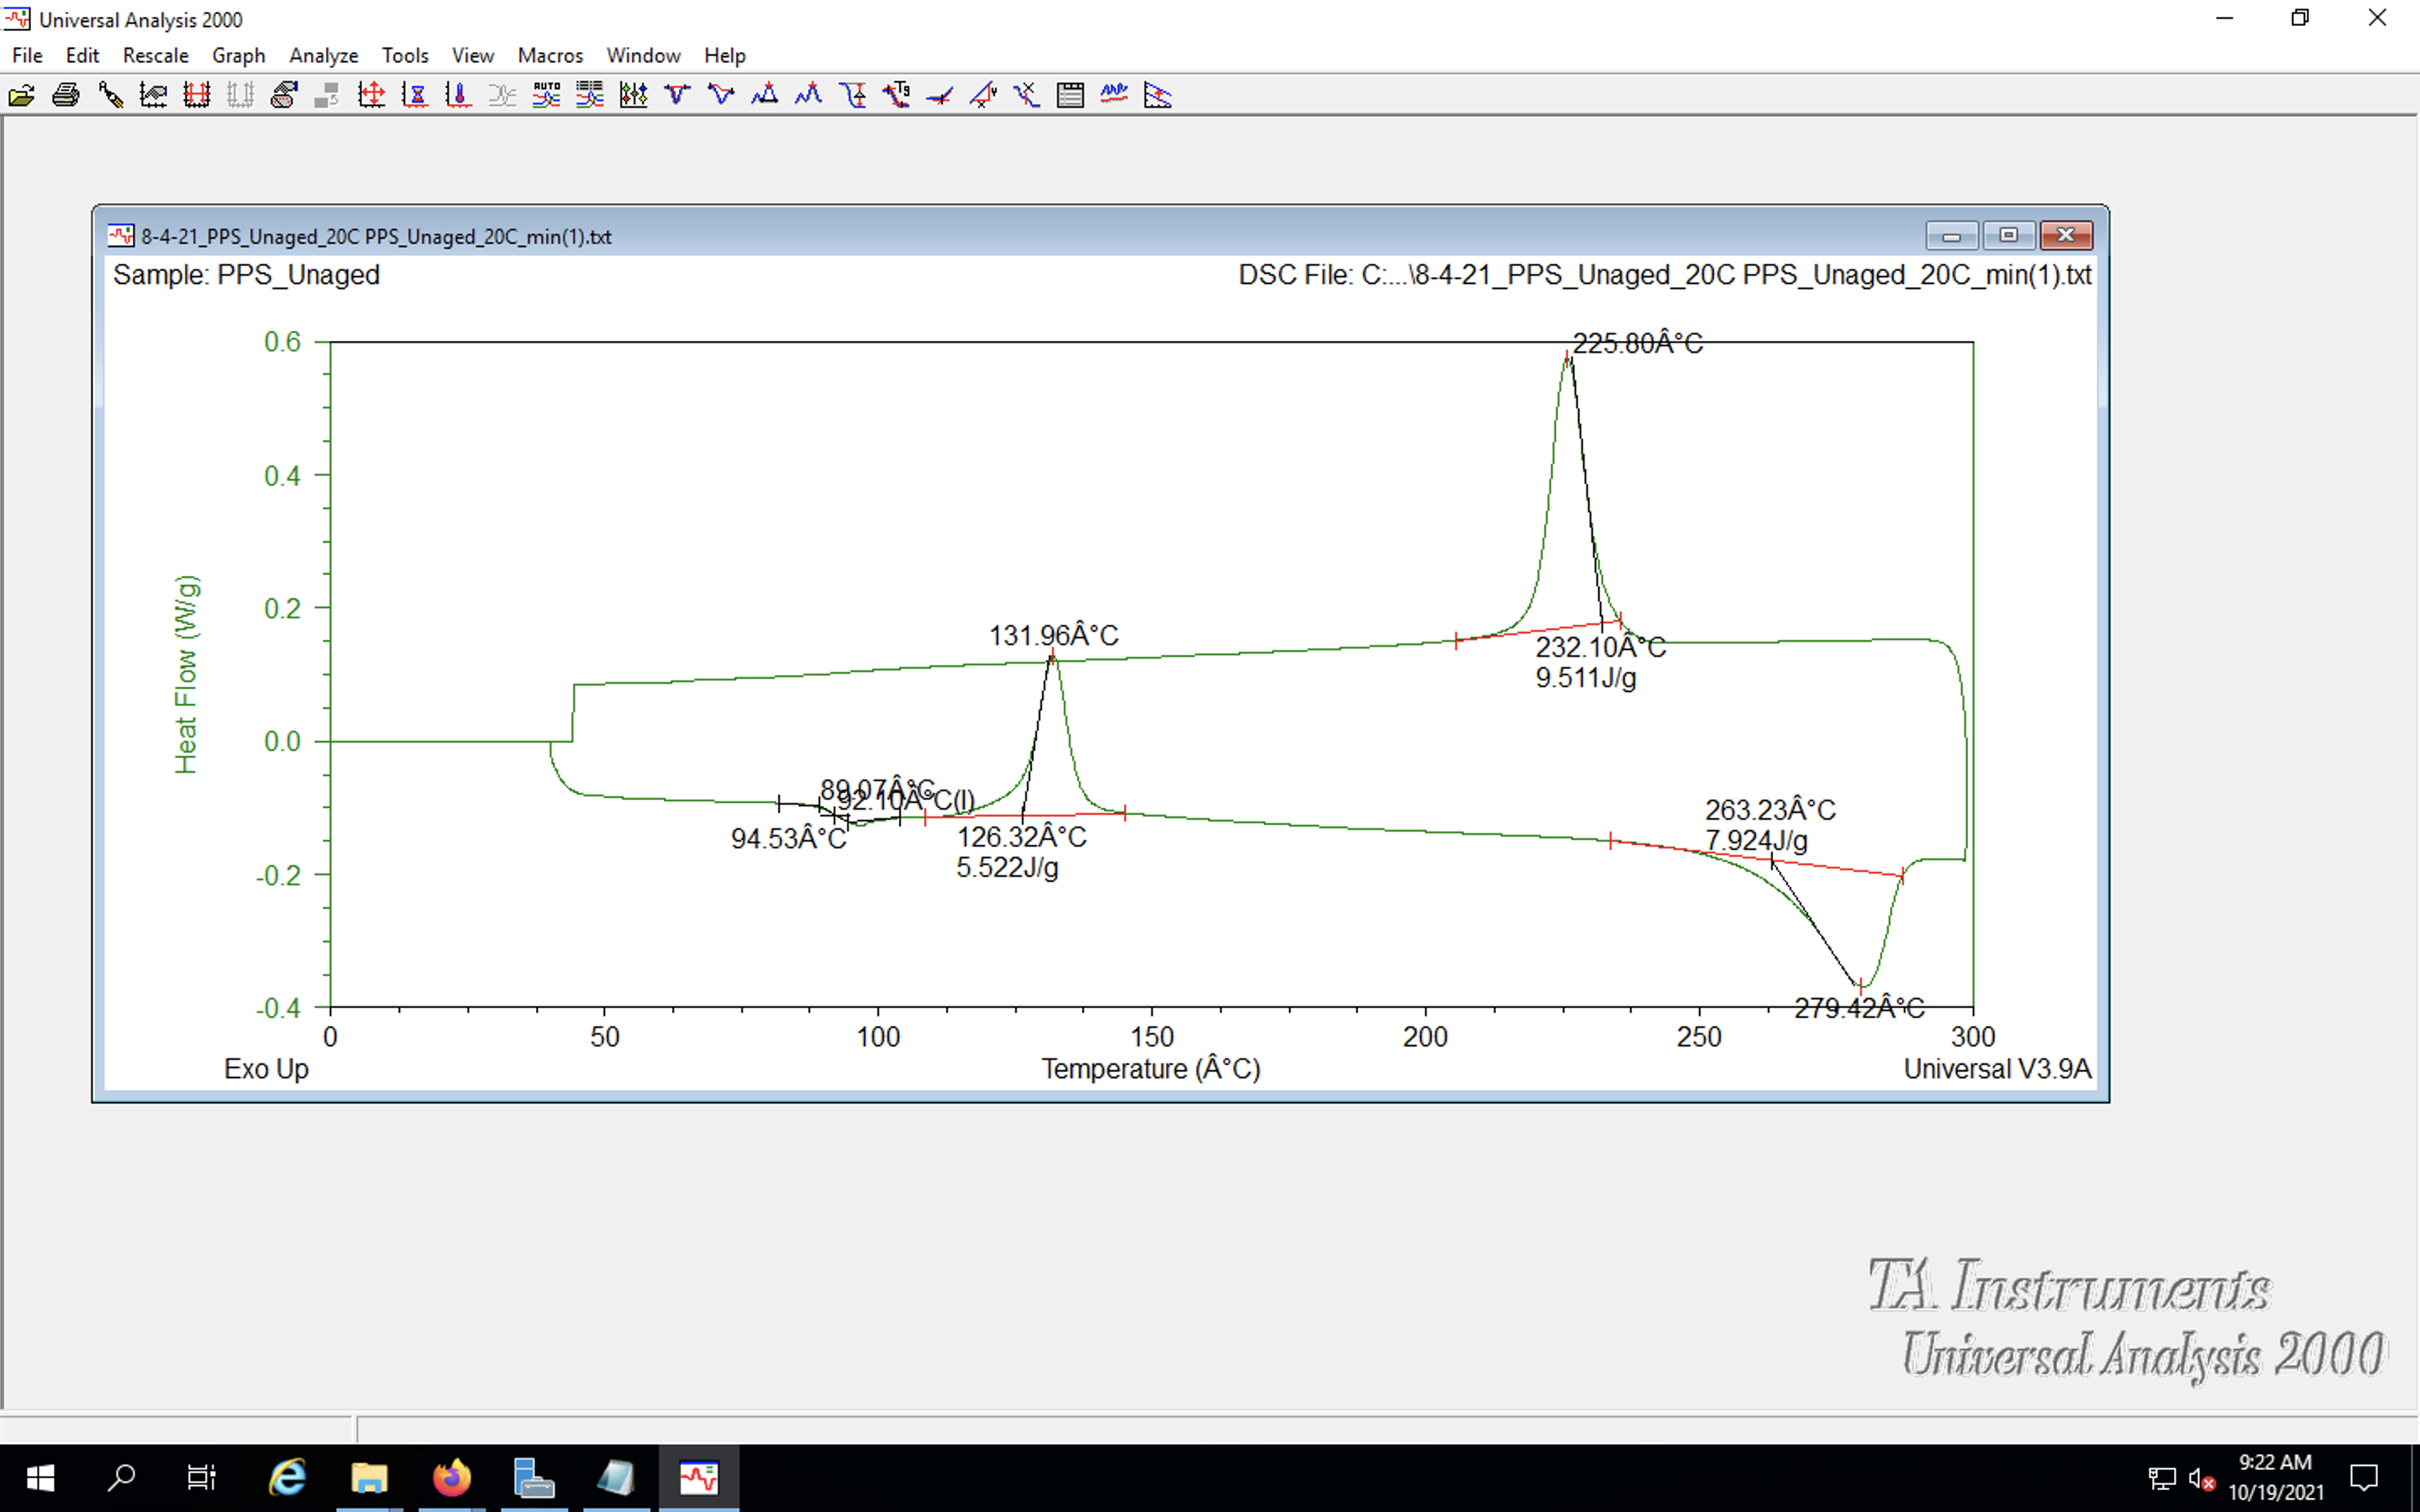 Universal Analysis 2000
File Edit Rescale Graph Analyze Tools View Macros Window Help
8-4-21_PPS_Unaged_20C PPS_Unaged_20C_min(1).txt
Sample: PPS_Unaged
DSC File: C:...\8-4-21_PPS_Unaged_20C PPS_Unaged_20C_min(1).txt
0.6
0.4
0.2
0.0
-0.2
-0.4
Heat Flow (W/g)
225.80Â°C
232.10Â°C
9.511J/g
131.96Â°C
89.07Â°C
92.10Â°C(I)
94.53Â°C
126.32Â°C
5.522J/g
263.23Â°C
7.924J/g
279.42Â°C
0 50 100 150 200 250 300
Exo Up
Temperature (Â°C)
Universal V3.9A
TA Instruments
Universal Analysis 2000
9:22 AM
10/19/2021